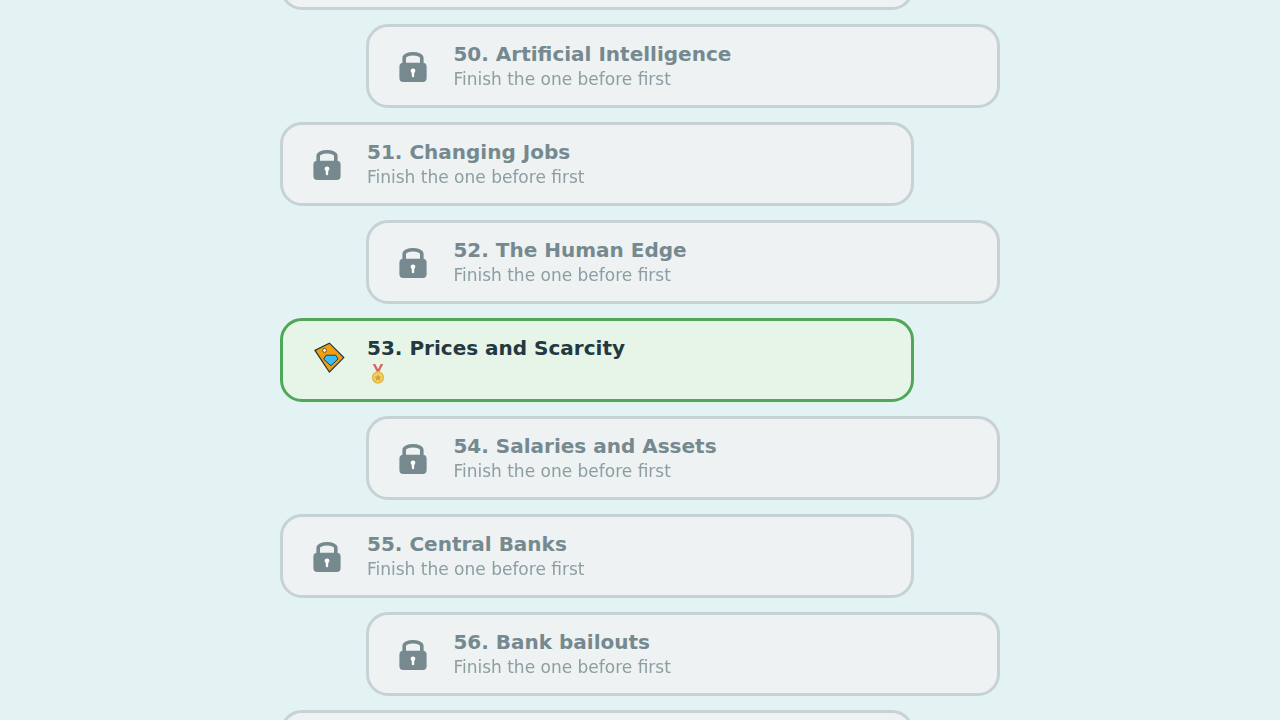 50. Artificial Intelligence
Finish the one before first
51. Changing Jobs
Finish the one before first
52. The Human Edge
Finish the one before first
53. Prices and Scarcity
54. Salaries and Assets
Finish the one before first
55. Central Banks
Finish the one before first
56. Bank bailouts
Finish the one before first